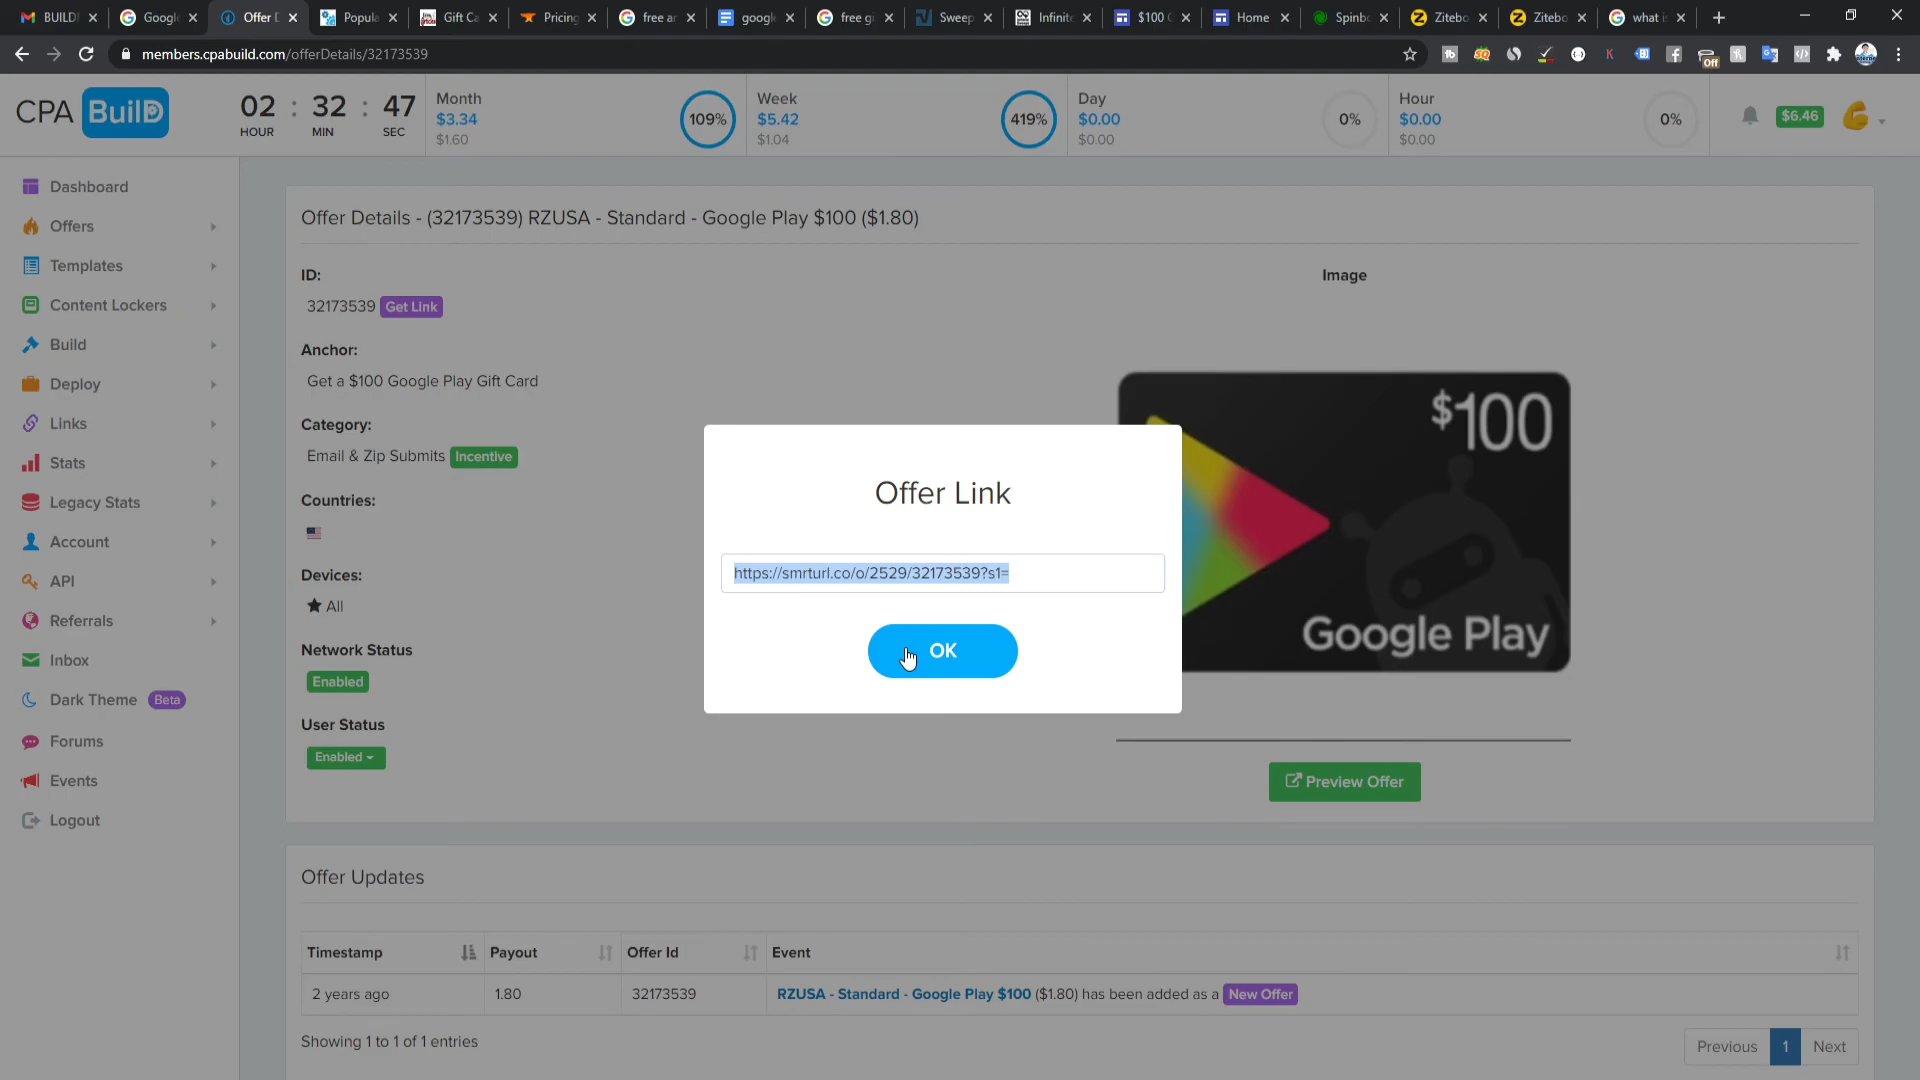 BUILD
Google
Offer D
Popula
Gift Ca
Pricing
free an
google
free gi
Sweep
Infinite
$100 G
Home
Spinbo
Zitebo
Zitebo
what i
members.cpabuild.com/offerDetails/32173539
Off
CPA BuilD
02 : 32 : 47
HOUR MIN SEC
Month
$3.34
$1.60
109%
Week
$5.42
$1.04
419%
Day
$0.00
$0.00
0%
Hour
$0.00
$0.00
0%
$6.46
Dashboard
Offers
Templates
Content Lockers
Build
Deploy
Links
Stats
Legacy Stats
Account
API
Referrals
Inbox
Dark Theme Beta
Forums
Events
Logout
Offer Details - (32173539) RZUSA - Standard - Google Play $100 ($1.80)
ID:
32173539 Get Link
Anchor:
Get a $100 Google Play Gift Card
Category:
Email & Zip Submits Incentive
Countries:
Devices:
All
Network Status
Enabled
User Status
Enabled
Image
$100
Google Play
Preview Offer
Offer Link
https://smrturl.co/o/2529/32173539?s1=
OK
Offer Updates
Timestamp Payout Offer Id Event
2 years ago 1.80 32173539 RZUSA - Standard - Google Play $100 ($1.80) has been added as a New Offer
Showing 1 to 1 of 1 entries
Previous 1 Next